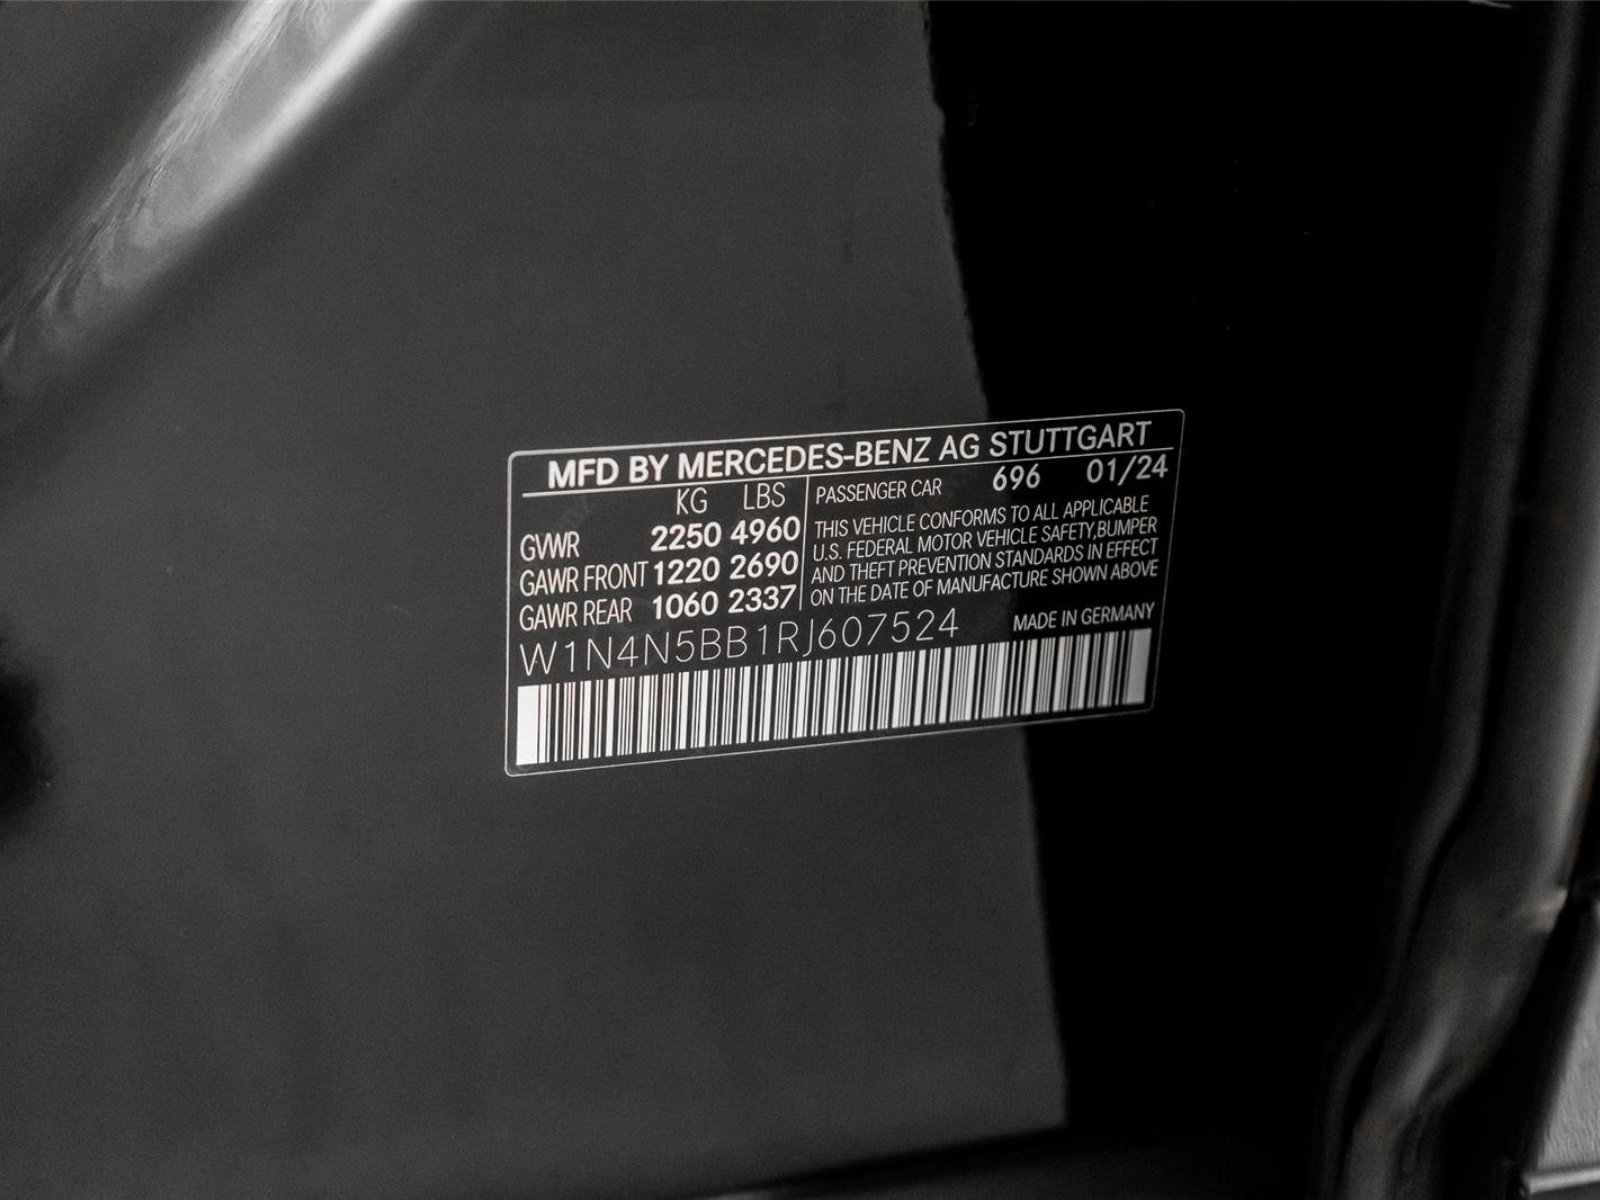 MFD BY MERCEDES-BENZ AG STUTTGART
KG LBS
GVWR 2250 4960
GAWR FRONT 1220 2690
GAWR REAR 1060 2337
PASSENGER CAR 696 01/24
THIS VEHICLE CONFORMS TO ALL APPLICABLE
U.S. FEDERAL MOTOR VEHICLE SAFETY,BUMPER
AND THEFT PREVENTION STANDARDS IN EFFECT
ON THE DATE OF MANUFACTURE SHOWN ABOVE
W1N4N5BB1RJ607524
MADE IN GERMANY